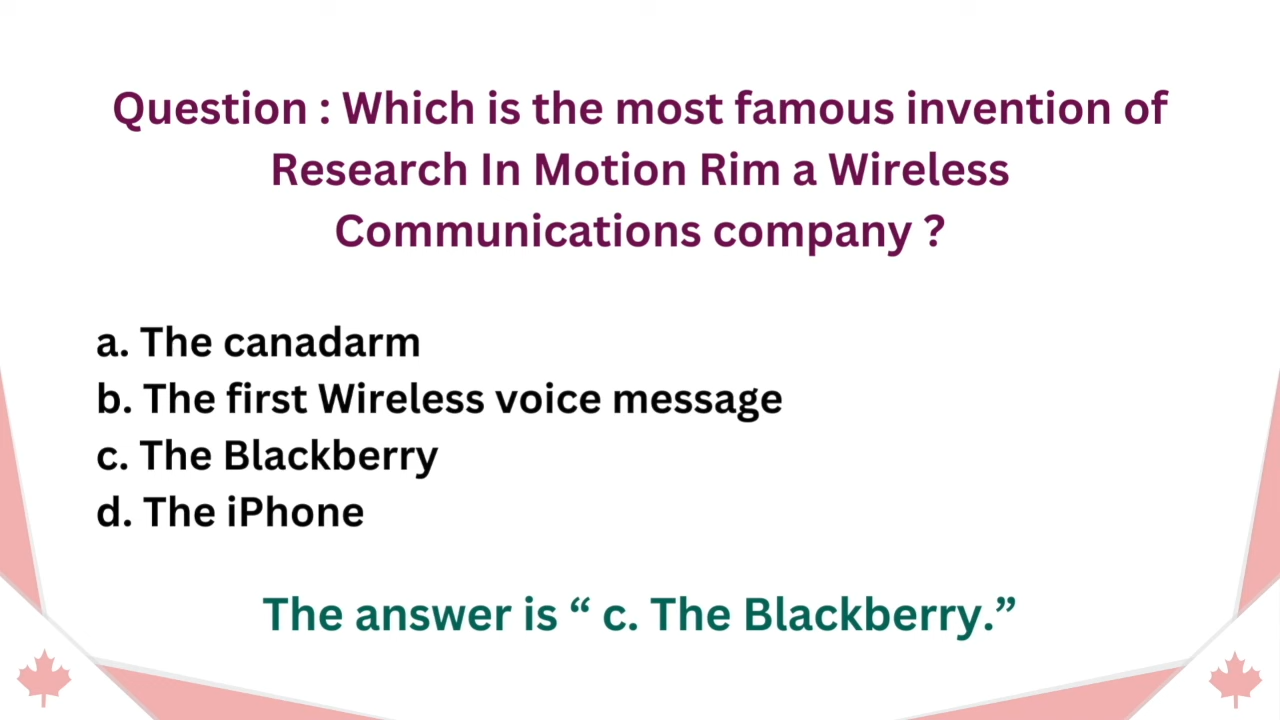 Question : Which is the most famous invention of
Research In Motion Rim a Wireless
Communications company ?
a. The canadarm
b. The first Wireless voice message
c. The Blackberry
d. The iPhone
The answer is “ c. The Blackberry.”